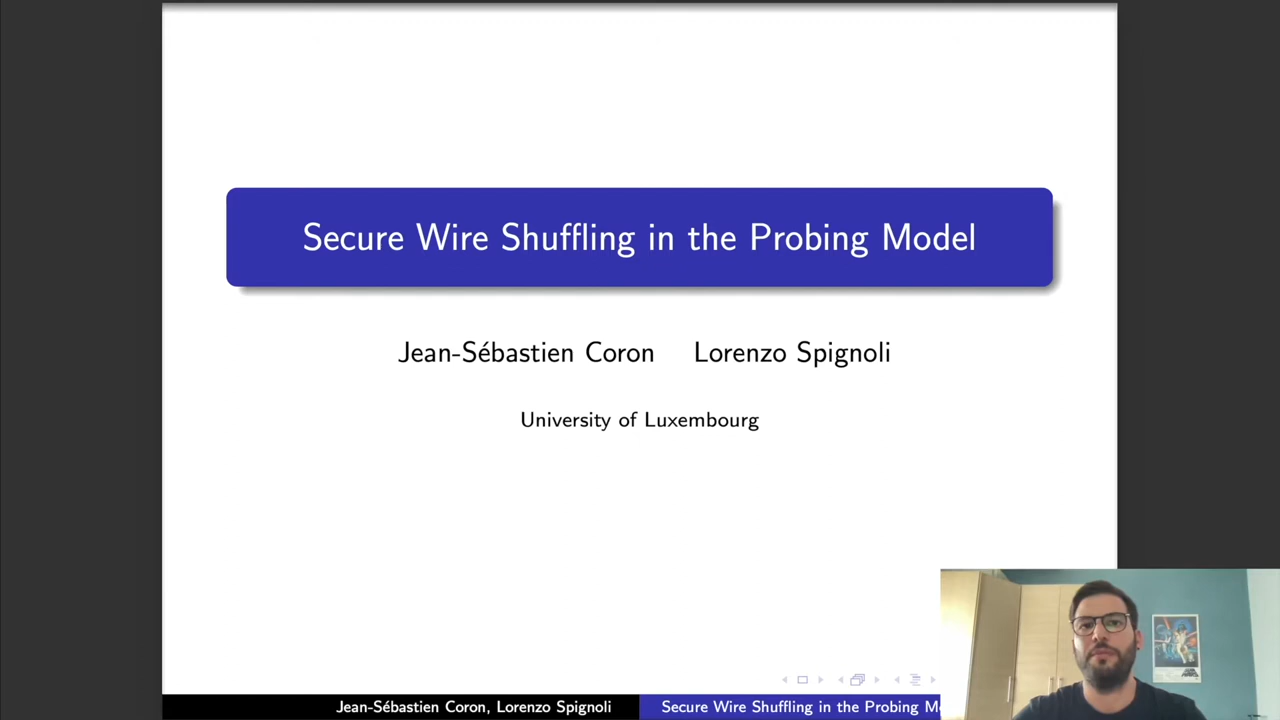 Secure Wire Shuffling in the Probing Model
Jean-Sébastien Coron Lorenzo Spignoli
University of Luxembourg
Jean-Sébastien Coron, Lorenzo Spignoli
Secure Wire Shuffling in the Probing M